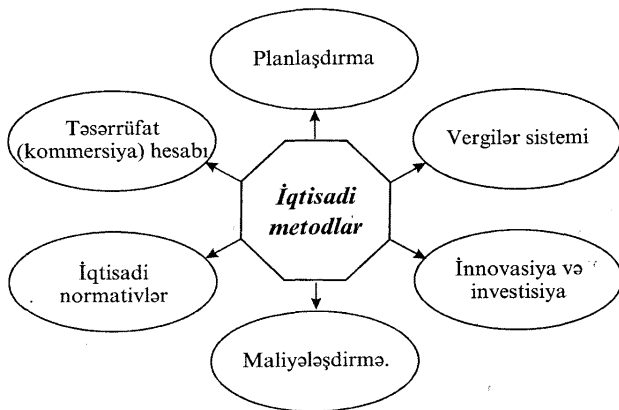 Planlaşdırma
Təsərrüfat
(kommersiya) hesabı
Vergilər sistemi
İqtisadi
metodlar
İqtisadi
normativlər
İnnovasiya və
investisiya
Maliyələşdirmə.